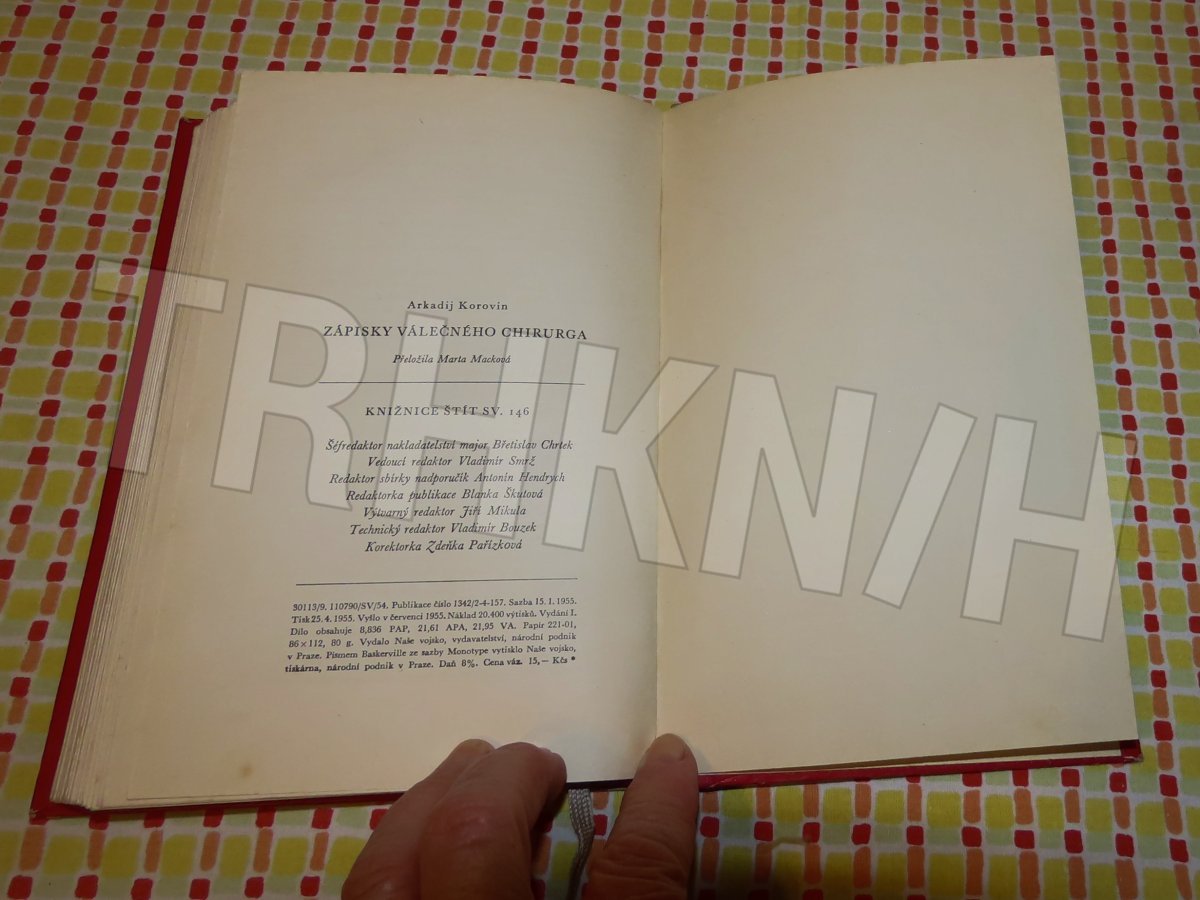 Arkadij Korovin
ZÁPISKY VÁLEČNÉHO CHIRURGA
Přeložila Marta Macková
KNIŽNICE ŠTÍT SV. 146
Šéfredaktor nakladatelství major Břetislav Chrtek
Vedoucí redaktor Vladimír Smrž
Redaktor sbírky nadporučík Antonín Hendrych
Redaktorka publikace Blanka Škutová
Výtvarný redaktor Jiří Mikula
Technický redaktor Vladimír Bouzek
Korektorka Zdeňka Pařízková
30113/9. 110790/SV/54. Publikace číslo 1342/2-4-157. Sazba 15. 1. 1955.
Tisk 25. 4. 1955. Vyšlo v červenci 1955. Náklad 20.400 výtisků. Vydání I.
Dílo obsahuje 8,836 PAP, 21,61 APA, 21,95 VA. Papír 221-01,
86 × 112, 80 g. Vydalo Naše vojsko, vydavatelství, národní podnik
v Praze. Písmem Baskerville ze sazby Monotype vytisklo Naše vojsko,
tiskárna, národní podnik v Praze. Daň 8%. Cena váz. 15,— Kčs *
TRHKNIH